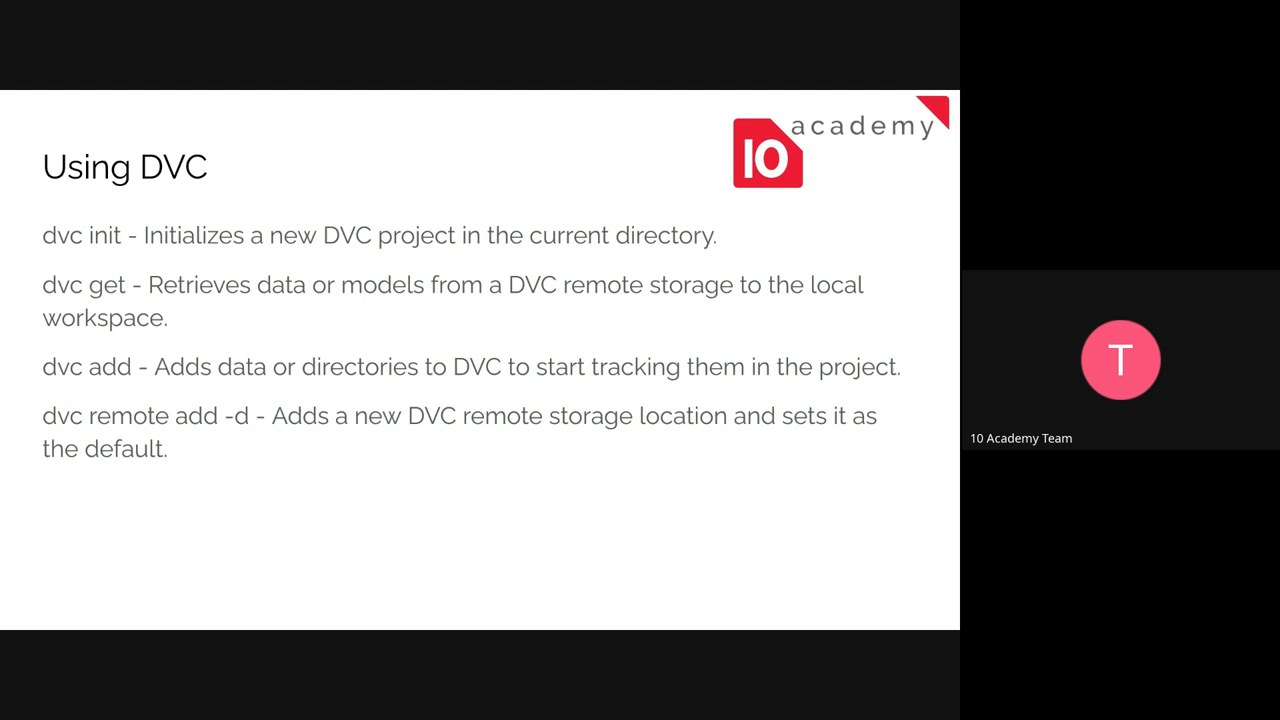 10 academy
Using DVC
dvc init - Initializes a new DVC project in the current directory.
dvc get - Retrieves data or models from a DVC remote storage to the local
workspace.
dvc add - Adds data or directories to DVC to start tracking them in the project.
dvc remote add -d - Adds a new DVC remote storage location and sets it as
the default.
T
10 Academy Team